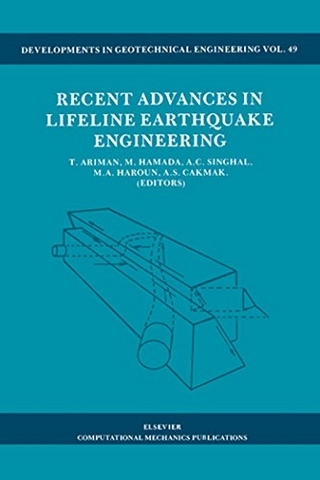 DEVELOPMENTS IN GEOTECHNICAL ENGINEERING VOL. 49
RECENT ADVANCES IN
LIFELINE EARTHQUAKE
ENGINEERING
T. ARIMAN, M. HAMADA, A.C. SINGHAL,
M.A. HAROUN, A.S. CAKMAK.
(EDITORS)
ELSEVIER
COMPUTATIONAL MECHANICS PUBLICATIONS